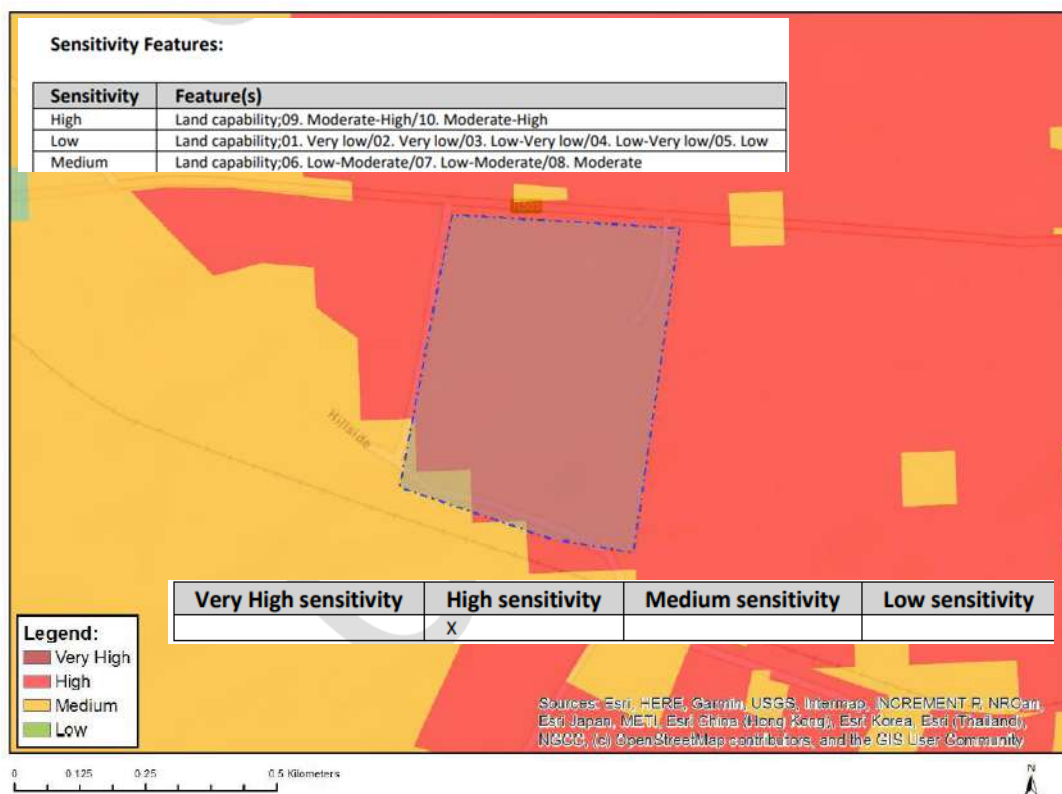 Sensitivity Features:
Sensitivity Feature(s)
High Land capability;09. Moderate-High/10. Moderate-High
Low Land capability;01. Very low/02. Very low/03. Low-Very low/04. Low-Very low/05. Low
Medium Land capability;06. Low-Moderate/07. Low-Moderate/08. Moderate
Hillside
Very High sensitivity High sensitivity Medium sensitivity Low sensitivity
X
Legend:
Very High
High
Medium
Low
Sources: Esri, HERE, Garmin, USGS, Intermap, INCREMENT P, NRCan,
Esri Japan, METI, Esri China (Hong Kong), Esri Korea, Esri (Thailand),
NGCC, (c) OpenStreetMap contributors, and the GIS User Community
0 0.125 0.25 0.5 Kilometers
N